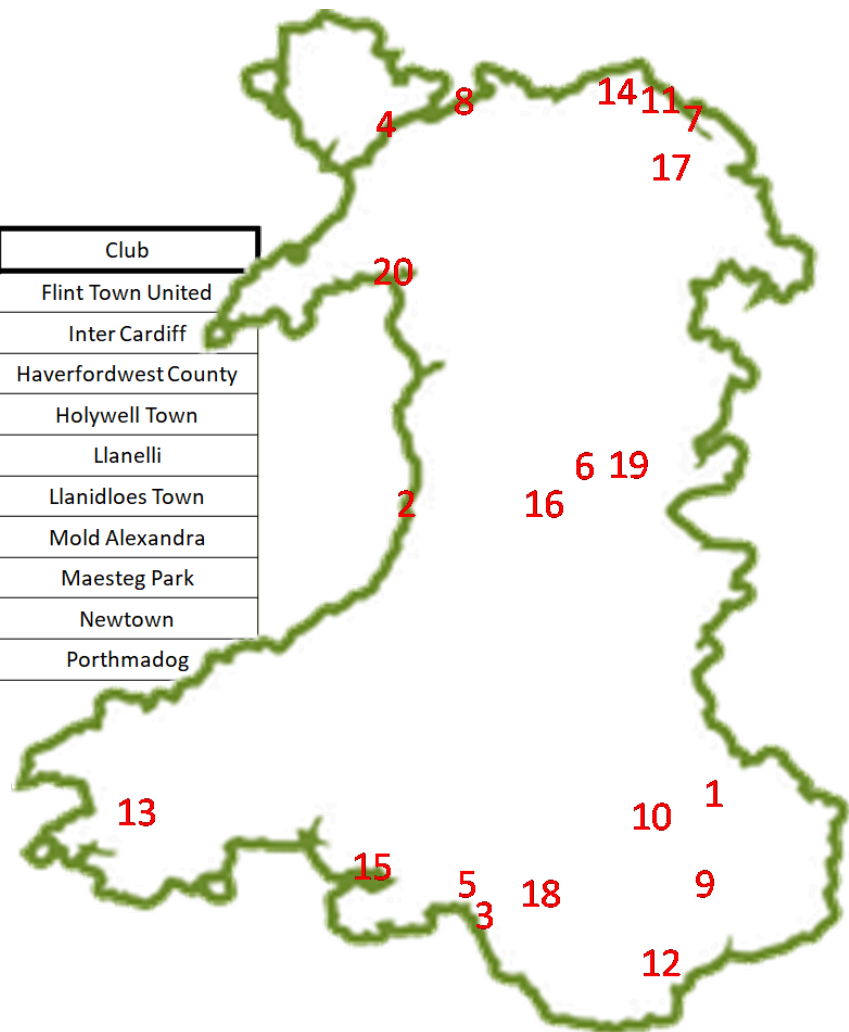 14
8
11
7
4
17
Club
20
Flint Town United
Inter Cardiff
Haverfordwest County
Holywell Town
Llanelli
6
19
Llanidloes Town
2
16
Mold Alexandra
Maesteg Park
Newtown
Porthmadog
1
13
10
15
5
18
9
3
12